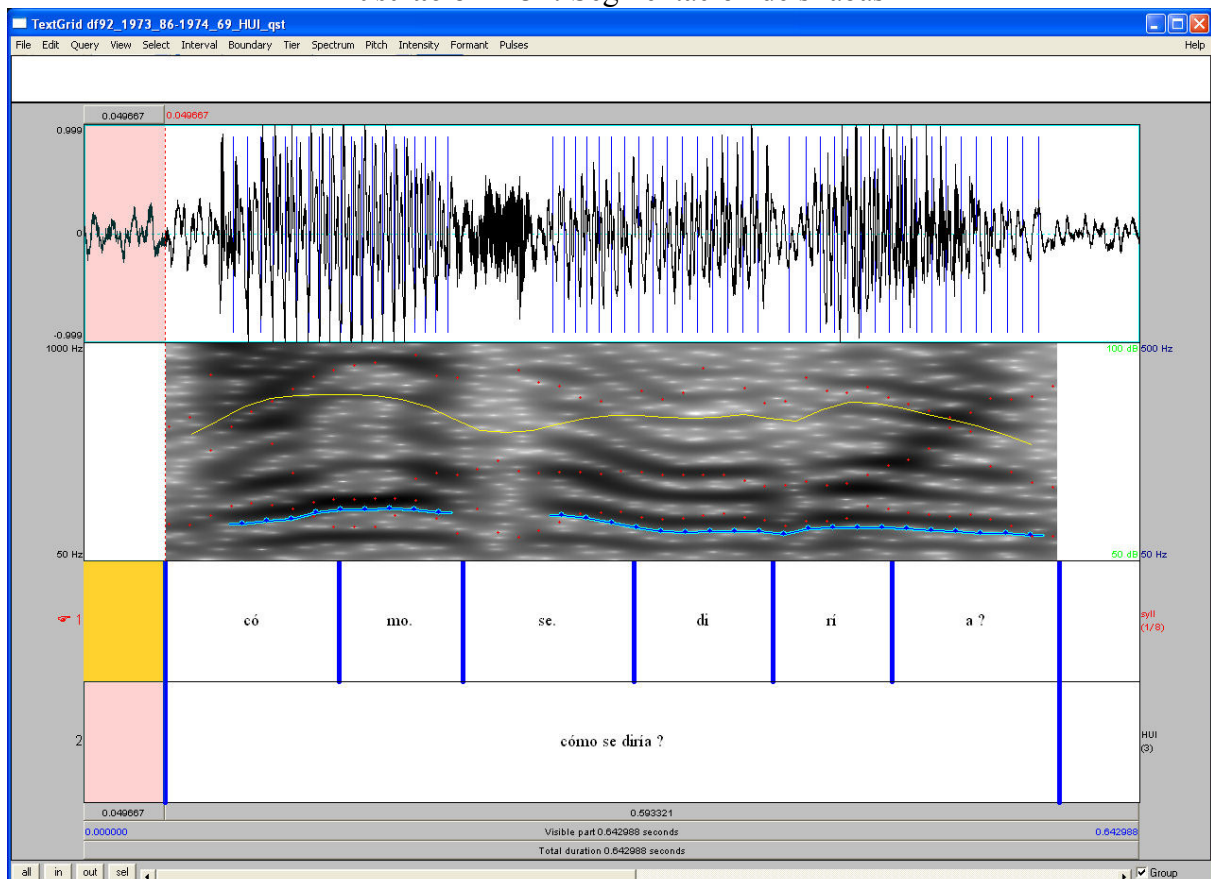 TextGrid df92_1973_86-1974_69_HUI_qst
File Edit Query View Select Interval Boundary Tier Spectrum Pitch Intensity Formant Pulses Help
0.049667 0.049667
0.999
0
-0.999
1000 Hz 100 dB 500 Hz
50 Hz 50 dB 50 Hz
1 có mo. se. di rí a ? syll
(1/8)
2 cómo se diría ? HUI
(3)
0.049667 0.593321
0.000000 Visible part 0.642988 seconds 0.642988
Total duration 0.642988 seconds
all in out sel Group